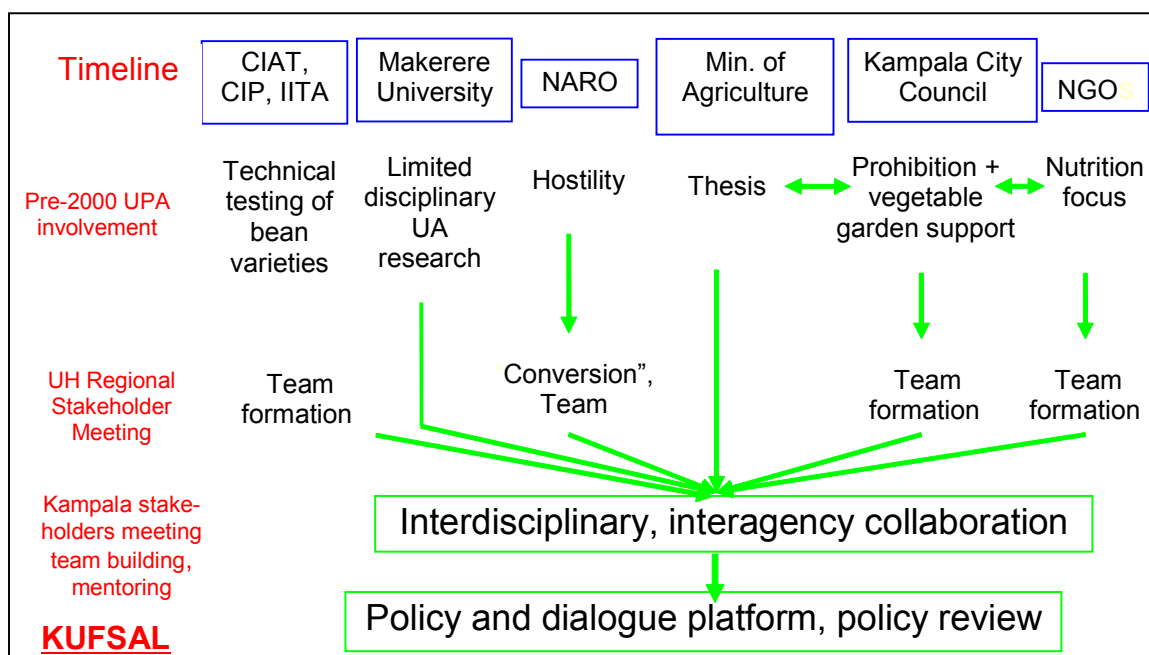 Timeline
CIAT,
CIP, IITA
Makerere
University
NARO
Min. of
Agriculture
Kampala City
Council
NGOS
Pre-2000 UPA
involvement
Technical
testing of
bean
varieties
Limited
disciplinary
UA
research
Hostility
Thesis
Prohibition +
vegetable
garden support
Nutrition
focus
UH Regional
Stakeholder
Meeting
Team
formation
“Conversion”,
Team
Team
formation
Team
formation
Kampala stake-
holders meeting
team building,
mentoring
Interdisciplinary, interagency collaboration
Policy and dialogue platform, policy review
KUFSAL